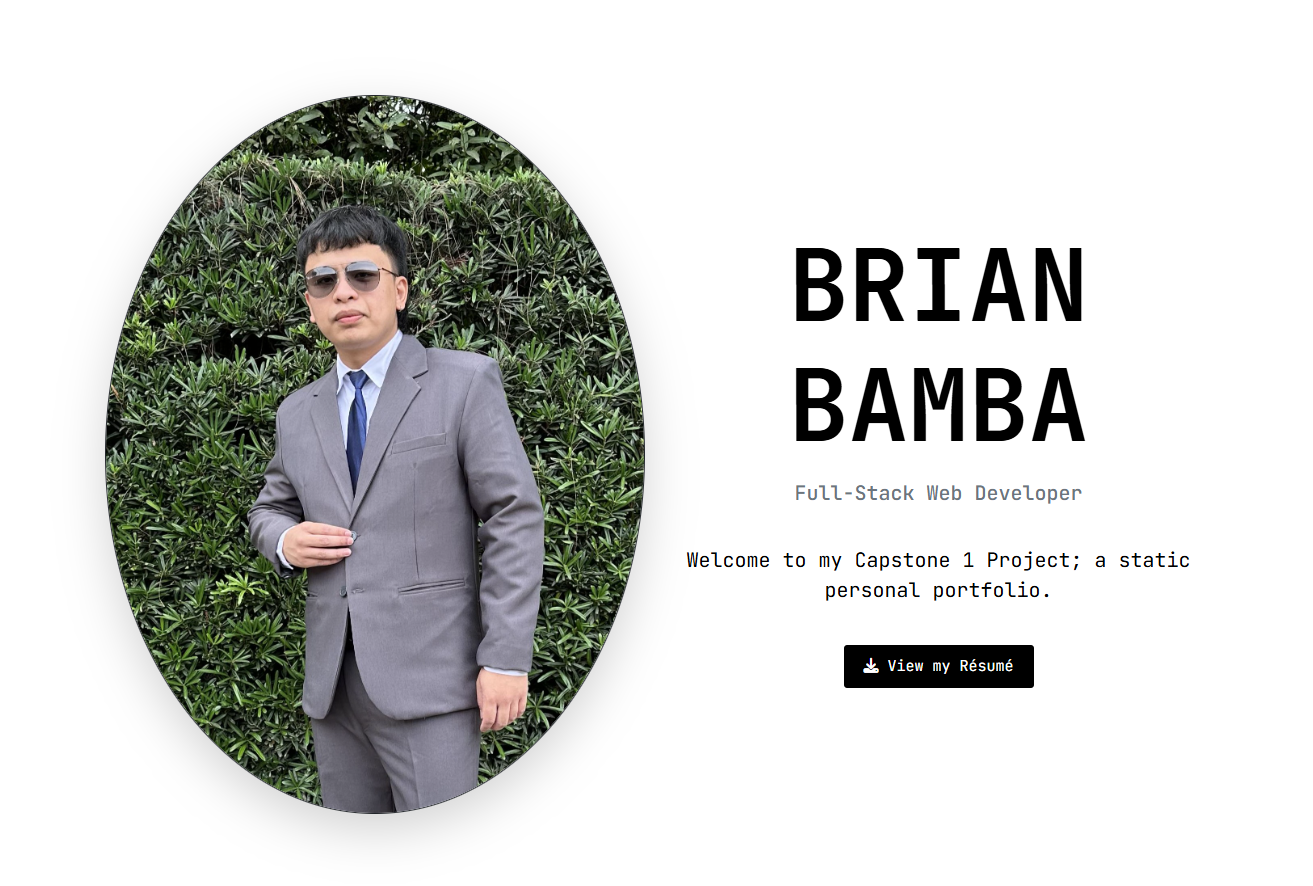 BRIAN
BAMBA
Full-Stack Web Developer
Welcome to my Capstone 1 Project; a static
personal portfolio.
View my Résumé